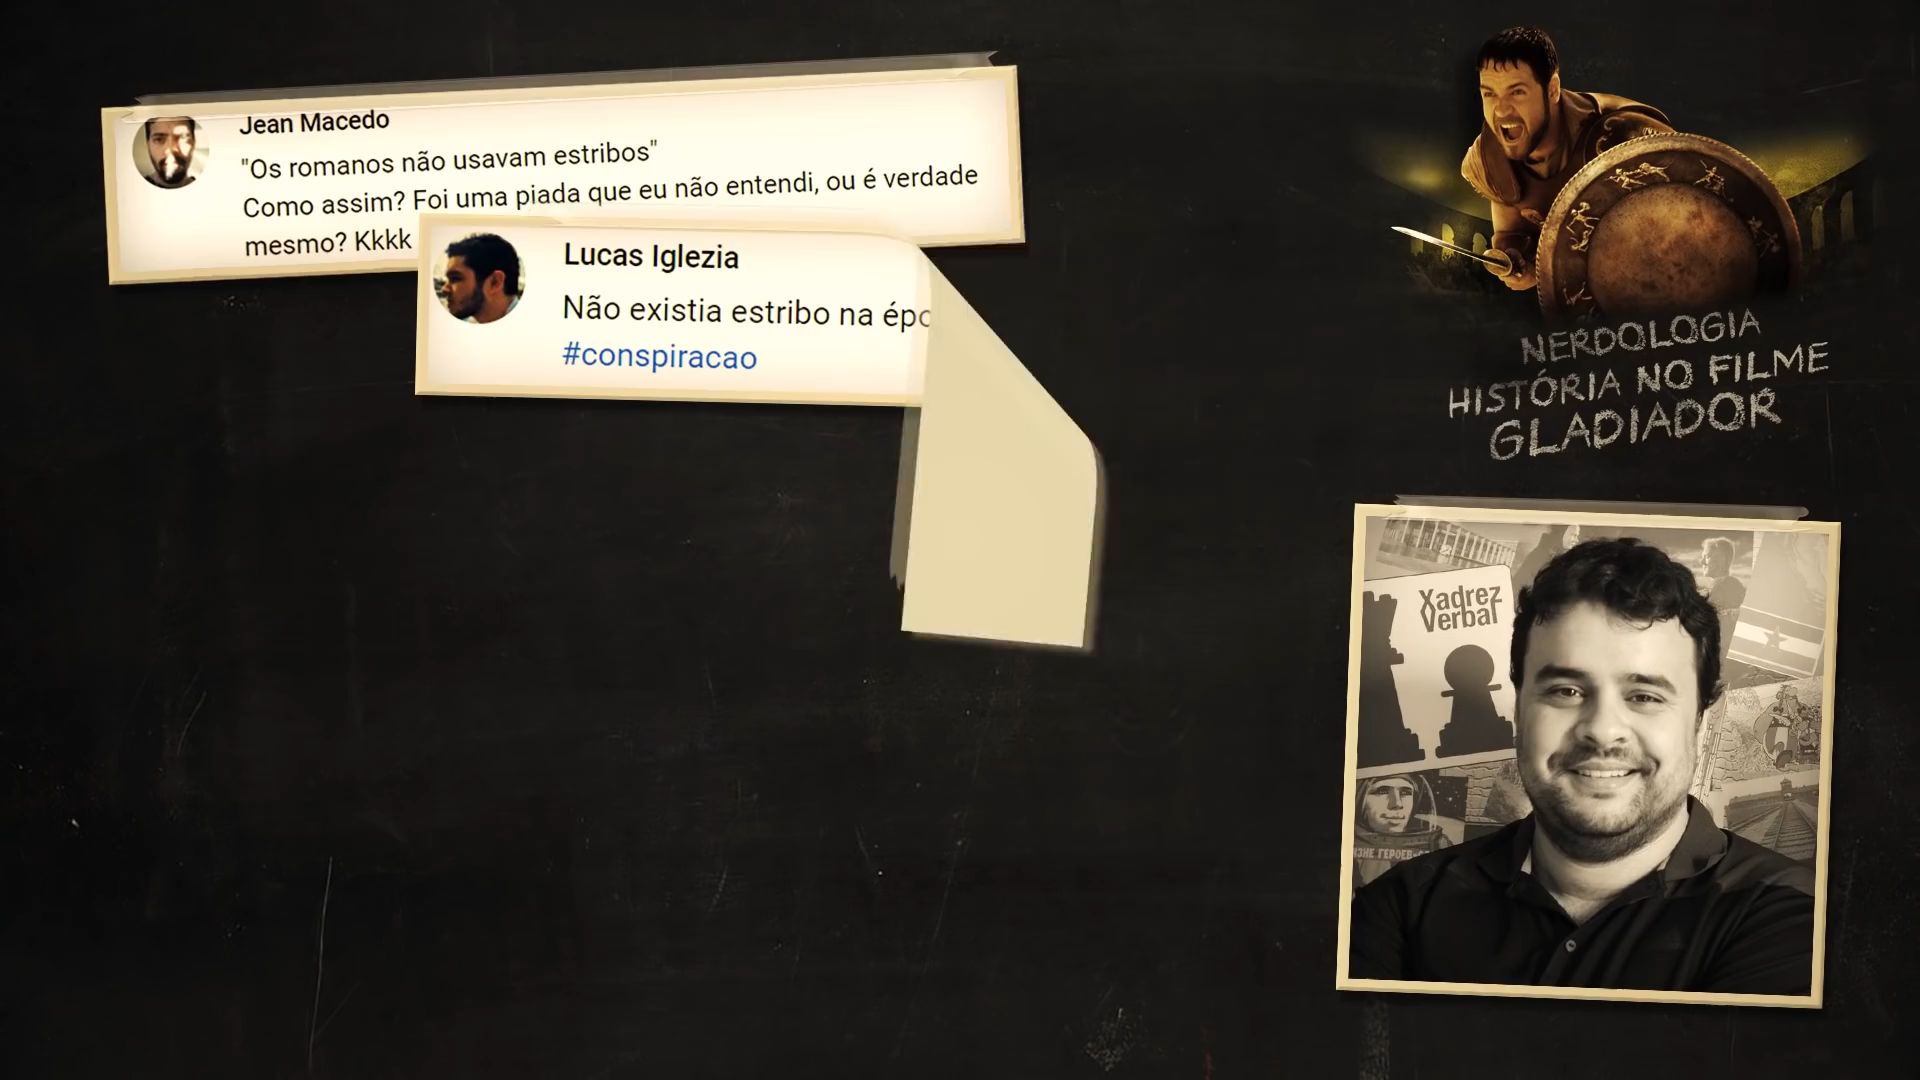 Jean Macedo
"Os romanos não usavam estribos"
Como assim? Foi uma piada que eu não entendi, ou é verdade
mesmo? Kkkk
Lucas Iglezia
Não existia estribo na épo
#conspiracao
NERDOLOGIA
HISTÓRIA NO FILME
GLADIADOR
Xadrez
Verbal